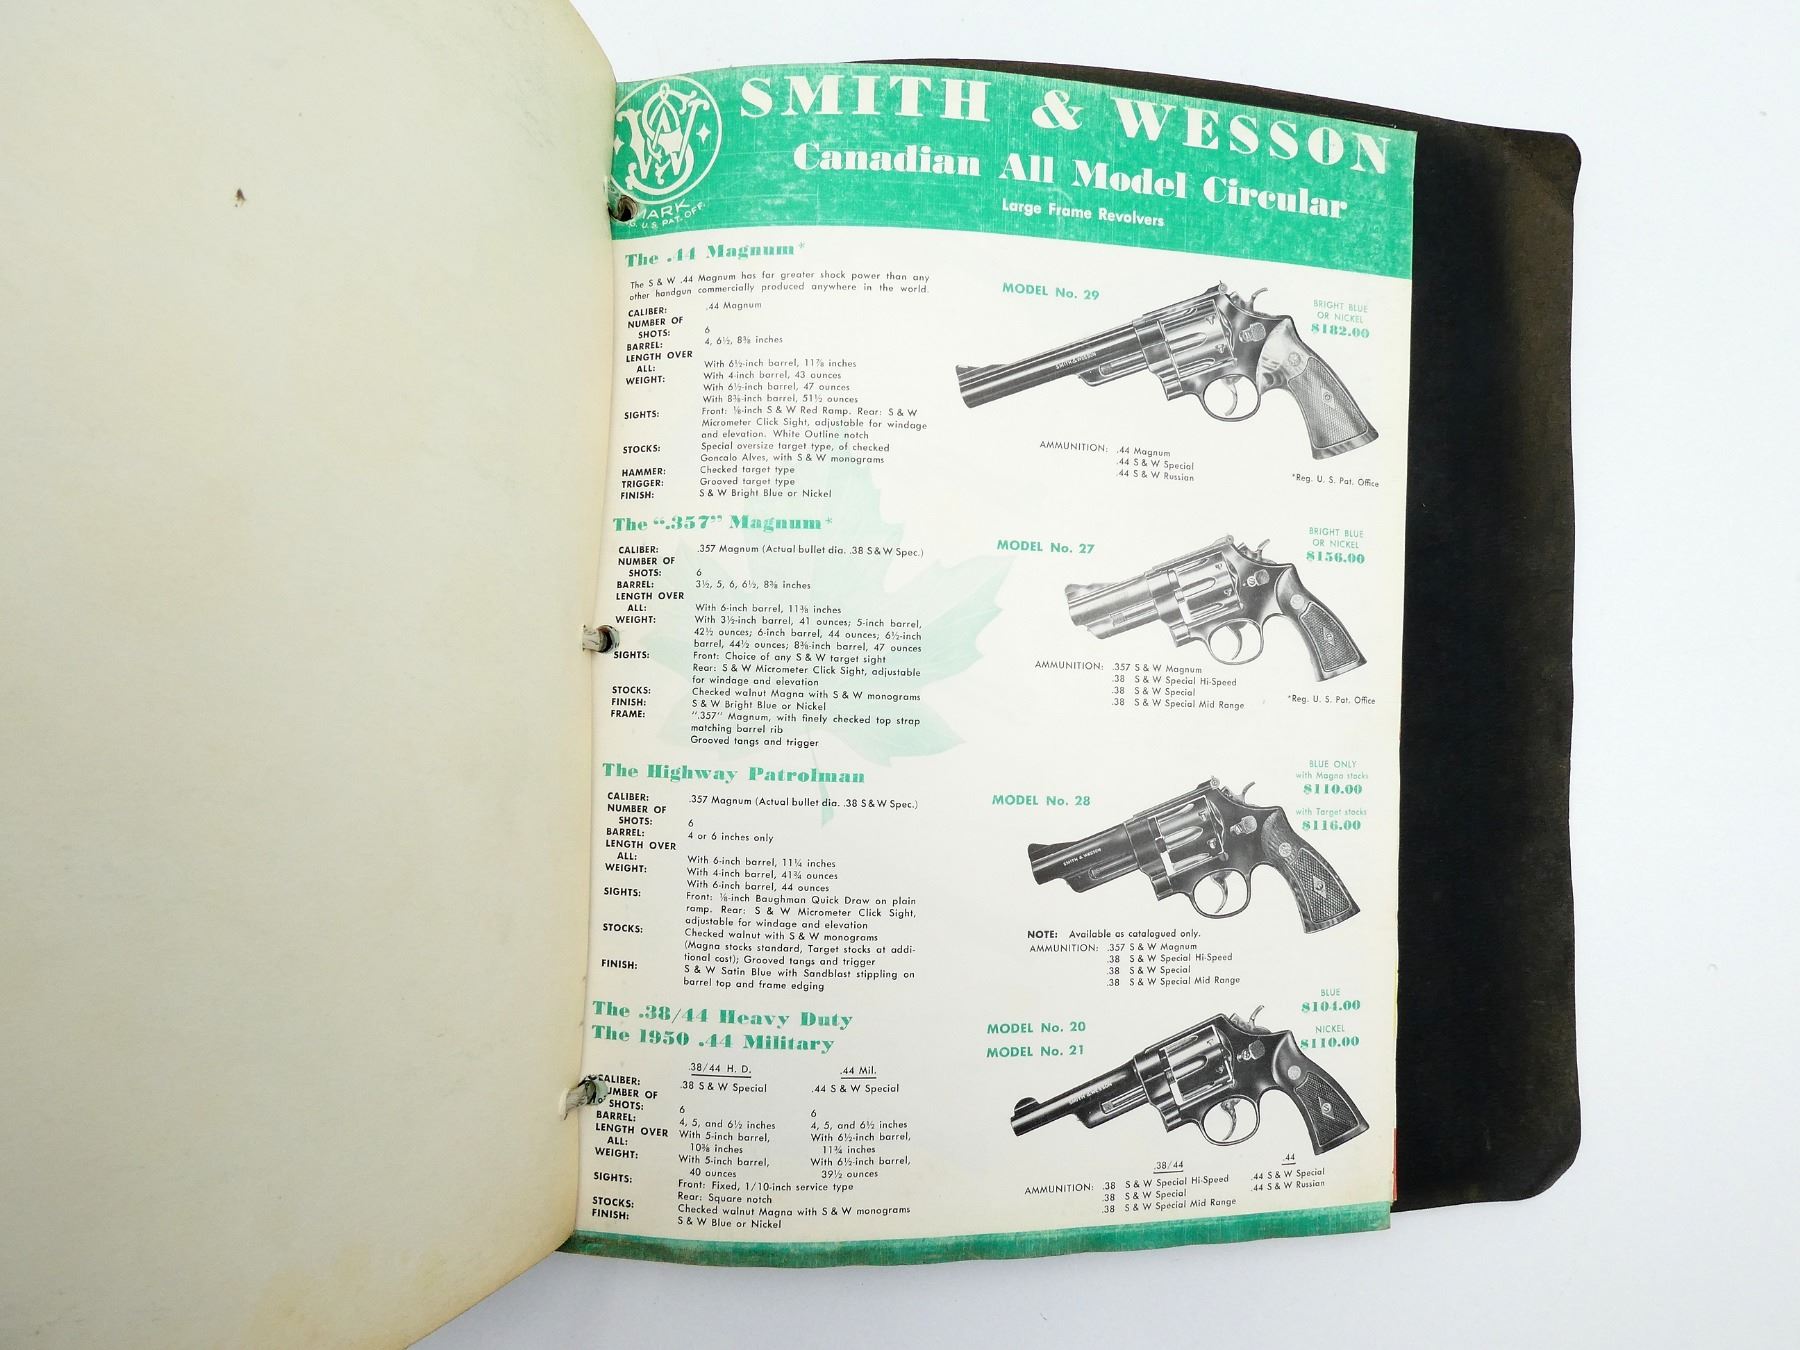 SMITH & WESSON
Canadian All Model Circular
Large Frame Revolvers
MARK
U.S. PAT. OFF.
The .44 Magnum*
The S & W .44 Magnum has far greater shock power than any
other handgun commercially produced anywhere in the world.
CALIBER: .44 Magnum
NUMBER OF
SHOTS: 6
BARREL: 4, 6½, 8⅜ inches
LENGTH OVER
ALL: With 6½-inch barrel, 11⅞ inches
WEIGHT: With 4-inch barrel, 43 ounces
With 6½-inch barrel, 47 ounces
With 8⅜-inch barrel, 51½ ounces
SIGHTS: Front: ⅛-inch S & W Red Ramp. Rear: S & W
Micrometer Click Sight, adjustable for windage
and elevation. White Outline notch
STOCKS: Special oversize target type, of checked
Goncalo Alves, with S & W monograms
HAMMER: Checked target type
TRIGGER: Grooved target type
FINISH: S & W Bright Blue or Nickel
MODEL No. 29
BRIGHT BLUE
OR NICKEL
$182.00
SMITH & WESSON
AMMUNITION: .44 Magnum
.44 S & W Special
.44 S & W Russian
*Reg. U. S. Pat. Office
The ".357" Magnum*
CALIBER: .357 Magnum (Actual bullet dia. .38 S & W Spec.)
NUMBER OF
SHOTS: 6
BARREL: 3½, 5, 6, 6½, 8⅜ inches
LENGTH OVER
ALL: With 6-inch barrel, 11⅜ inches
WEIGHT: With 3½-inch barrel, 41 ounces; 5-inch barrel,
42½ ounces; 6-inch barrel, 44 ounces; 6½-inch
barrel, 44½ ounces; 8⅜-inch barrel, 47 ounces
SIGHTS: Front: Choice of any S & W target sight
Rear: S & W Micrometer Click Sight, adjustable
for windage and elevation
STOCKS: Checked walnut Magna with S & W monograms
FINISH: S & W Bright Blue or Nickel
FRAME: ".357" Magnum, with finely checked top strap
matching barrel rib
Grooved tangs and trigger
MODEL No. 27
BRIGHT BLUE
OR NICKEL
$156.00
AMMUNITION: .357 S & W Magnum
.38 S & W Special Hi-Speed
.38 S & W Special
.38 S & W Special Mid Range
*Reg. U. S. Pat. Office
The Highway Patrolman
CALIBER: .357 Magnum (Actual bullet dia. .38 S & W Spec.)
NUMBER OF
SHOTS: 6
BARREL: 4 or 6 inches only
LENGTH OVER
ALL: With 6-inch barrel, 11¼ inches
WEIGHT: With 4-inch barrel, 41¾ ounces
With 6-inch barrel, 44 ounces
SIGHTS: Front: ⅛-inch Baughman Quick Draw on plain
ramp. Rear: S & W Micrometer Click Sight,
adjustable for windage and elevation
STOCKS: Checked walnut with S & W monograms
(Magna stocks standard, Target stocks at addi-
tional cost); Grooved tangs and trigger
FINISH: S & W Satin Blue with Sandblast stippling on
barrel top and frame edging
MODEL No. 28
BLUE ONLY
with Magna stocks
$110.00
with Target stocks
$116.00
SMITH & WESSON
NOTE: Available as catalogued only.
AMMUNITION: .357 S & W Magnum
.38 S & W Special Hi-Speed
.38 S & W Special
.38 S & W Special Mid Range
The .38/44 Heavy Duty
The 1950 .44 Military
.38/44 H. D. .44 Mil.
CALIBER: .38 S & W Special .44 S & W Special
NUMBER OF
SHOTS: 6 6
BARREL: 4, 5, and 6½ inches 4, 5, and 6½ inches
LENGTH OVER With 5-inch barrel, With 6½-inch barrel,
ALL: 10⅜ inches 11¾ inches
WEIGHT: With 5-inch barrel, With 6½-inch barrel,
40 ounces 39½ ounces
SIGHTS: Front: Fixed, 1/10-inch service type
Rear: Square notch
STOCKS: Checked walnut Magna with S & W monograms
FINISH: S & W Blue or Nickel
MODEL No. 20
MODEL No. 21
BLUE
$104.00
NICKEL
$110.00
SMITH & WESSON
.38/44 .44
AMMUNITION: .38 S & W Special Hi-Speed .44 S & W Special
.38 S & W Special .44 S & W Russian
.38 S & W Special Mid Range